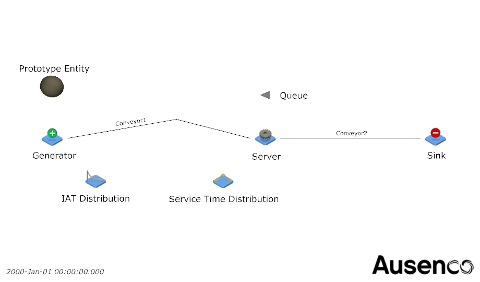 Prototype Entity
Queue
Conveyor1
Conveyor2
Generator
Server
Sink
IAT Distribution
Service Time Distribution
2000-Jan-01 00:00:00.000
Ausenco